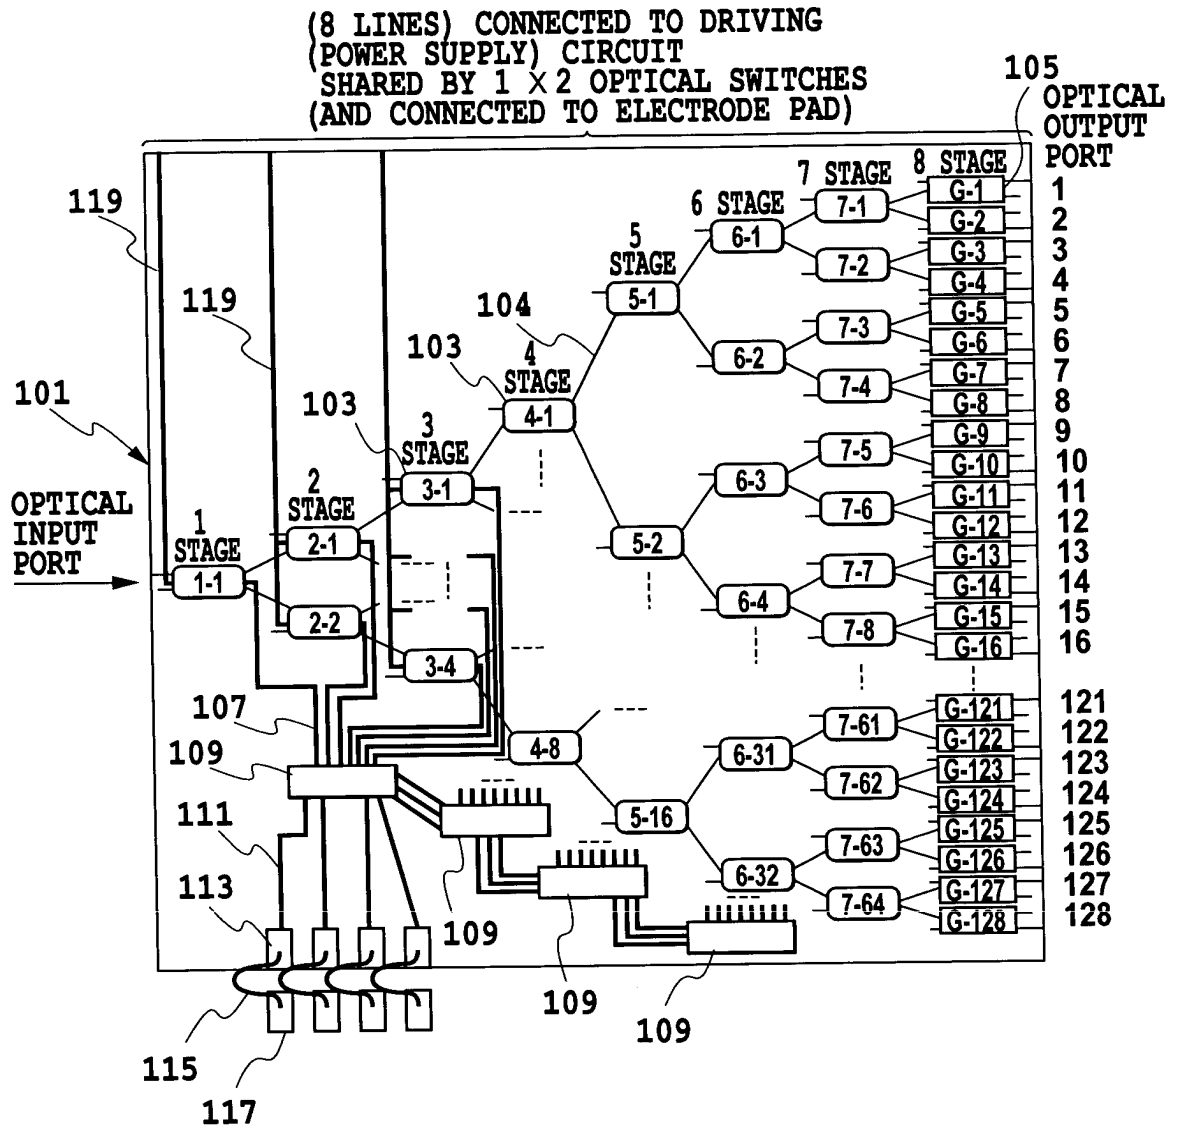 (8 LINES) CONNECTED TO DRIVING
(POWER SUPPLY) CIRCUIT
SHARED BY 1 X 2 OPTICAL SWITCHES
(AND CONNECTED TO ELECTRODE PAD)
105
OPTICAL
OUTPUT
PORT
8 STAGE
7 STAGE
6 STAGE
5
STAGE
4
STAGE
3
STAGE
2
STAGE
1
STAGE
119
119
104
103
103
101
OPTICAL
INPUT
PORT
1-1
2-1
2-2
3-1
3-4
4-1
4-8
5-1
5-2
5-16
6-1
6-2
6-3
6-4
6-31
6-32
7-1
7-2
7-3
7-4
7-5
7-6
7-7
7-8
7-61
7-62
7-63
7-64
G-1 1
G-2 2
G-3 3
G-4 4
G-5 5
G-6 6
G-7 7
G-8 8
G-9 9
G-10 10
G-11 11
G-12 12
G-13 13
G-14 14
G-15 15
G-16 16
G-121 121
G-122 122
G-123 123
G-124 124
G-125 125
G-126 126
G-127 127
G-128 128
107
109
111
113
109
109
109
115
117